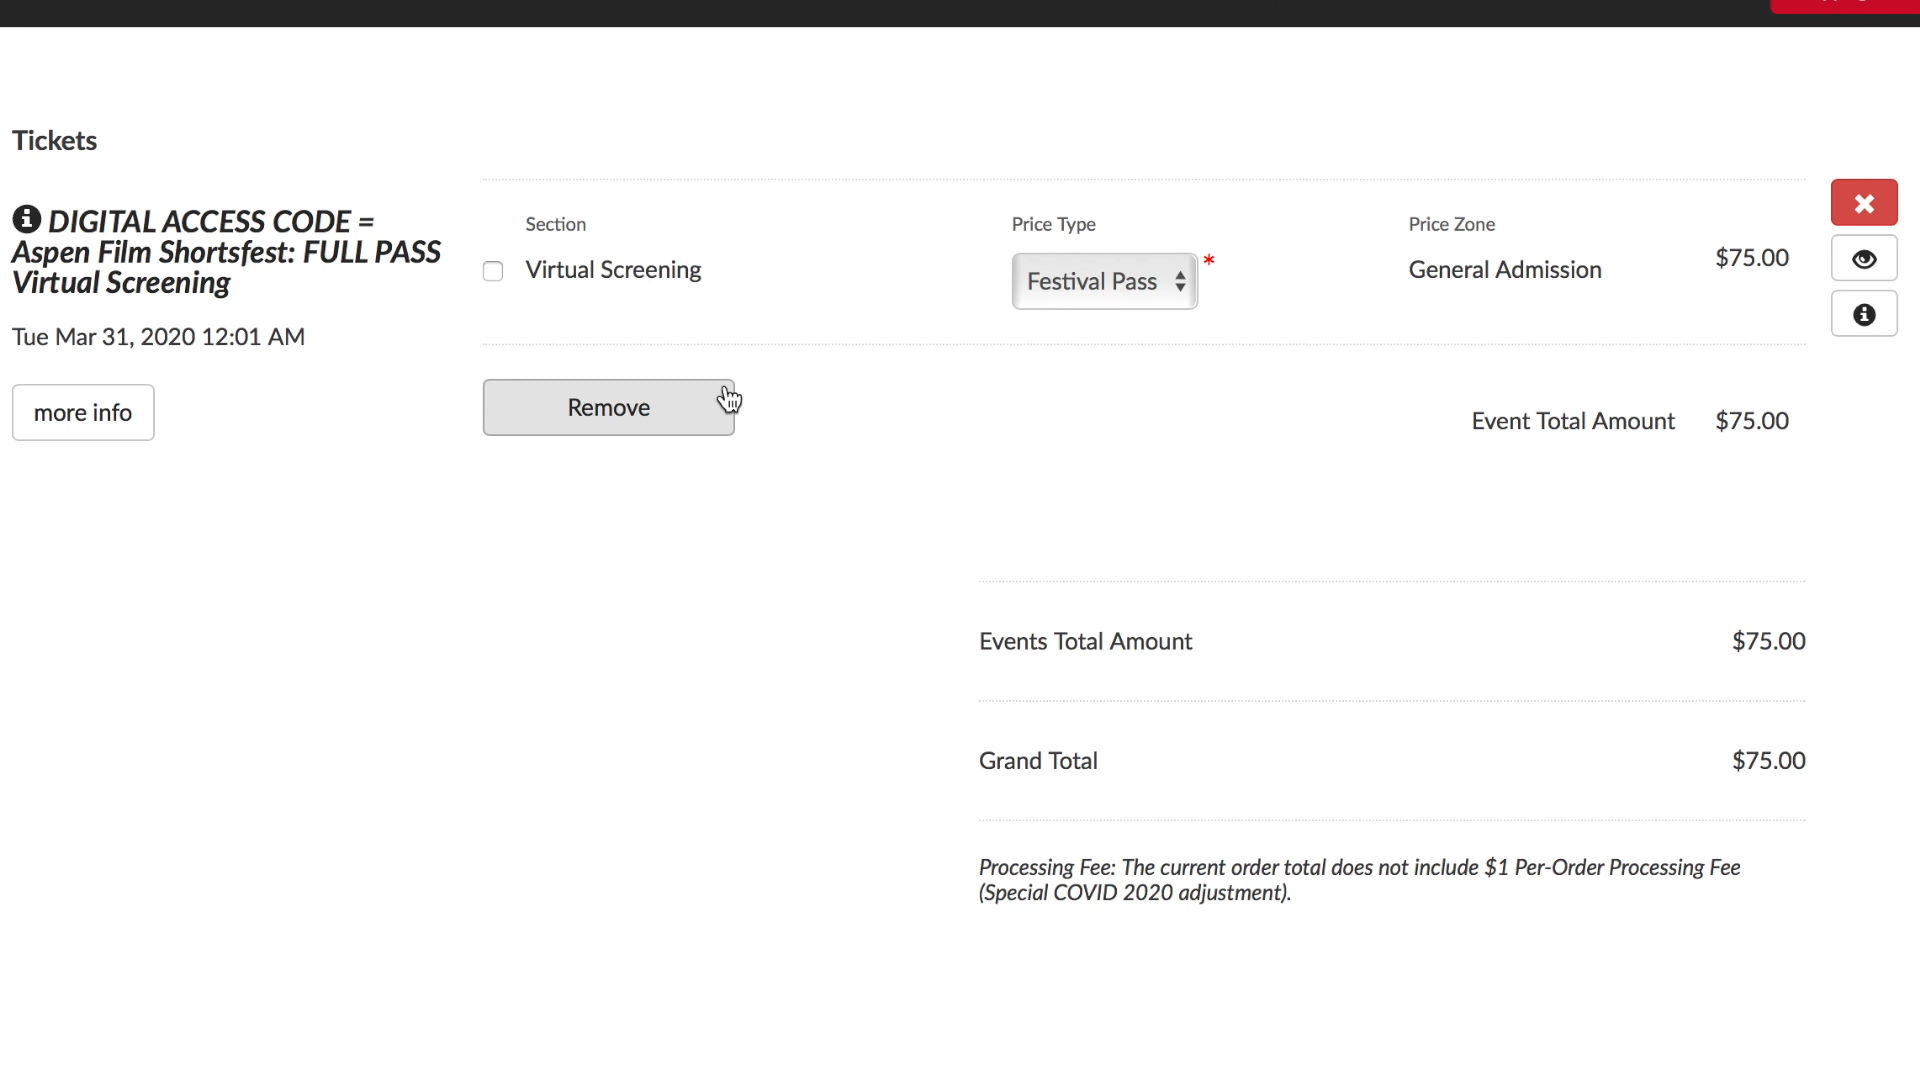 Tickets
DIGITAL ACCESS CODE =
Aspen Film Shortsfest: FULL PASS
Virtual Screening
Tue Mar 31, 2020 12:01 AM
more info
Section
Virtual Screening
Price Type
Festival Pass
*
Price Zone
General Admission
$75.00
Remove
Event Total Amount $75.00
Events Total Amount $75.00
Grand Total $75.00
Processing Fee: The current order total does not include $1 Per-Order Processing Fee
(Special COVID 2020 adjustment).